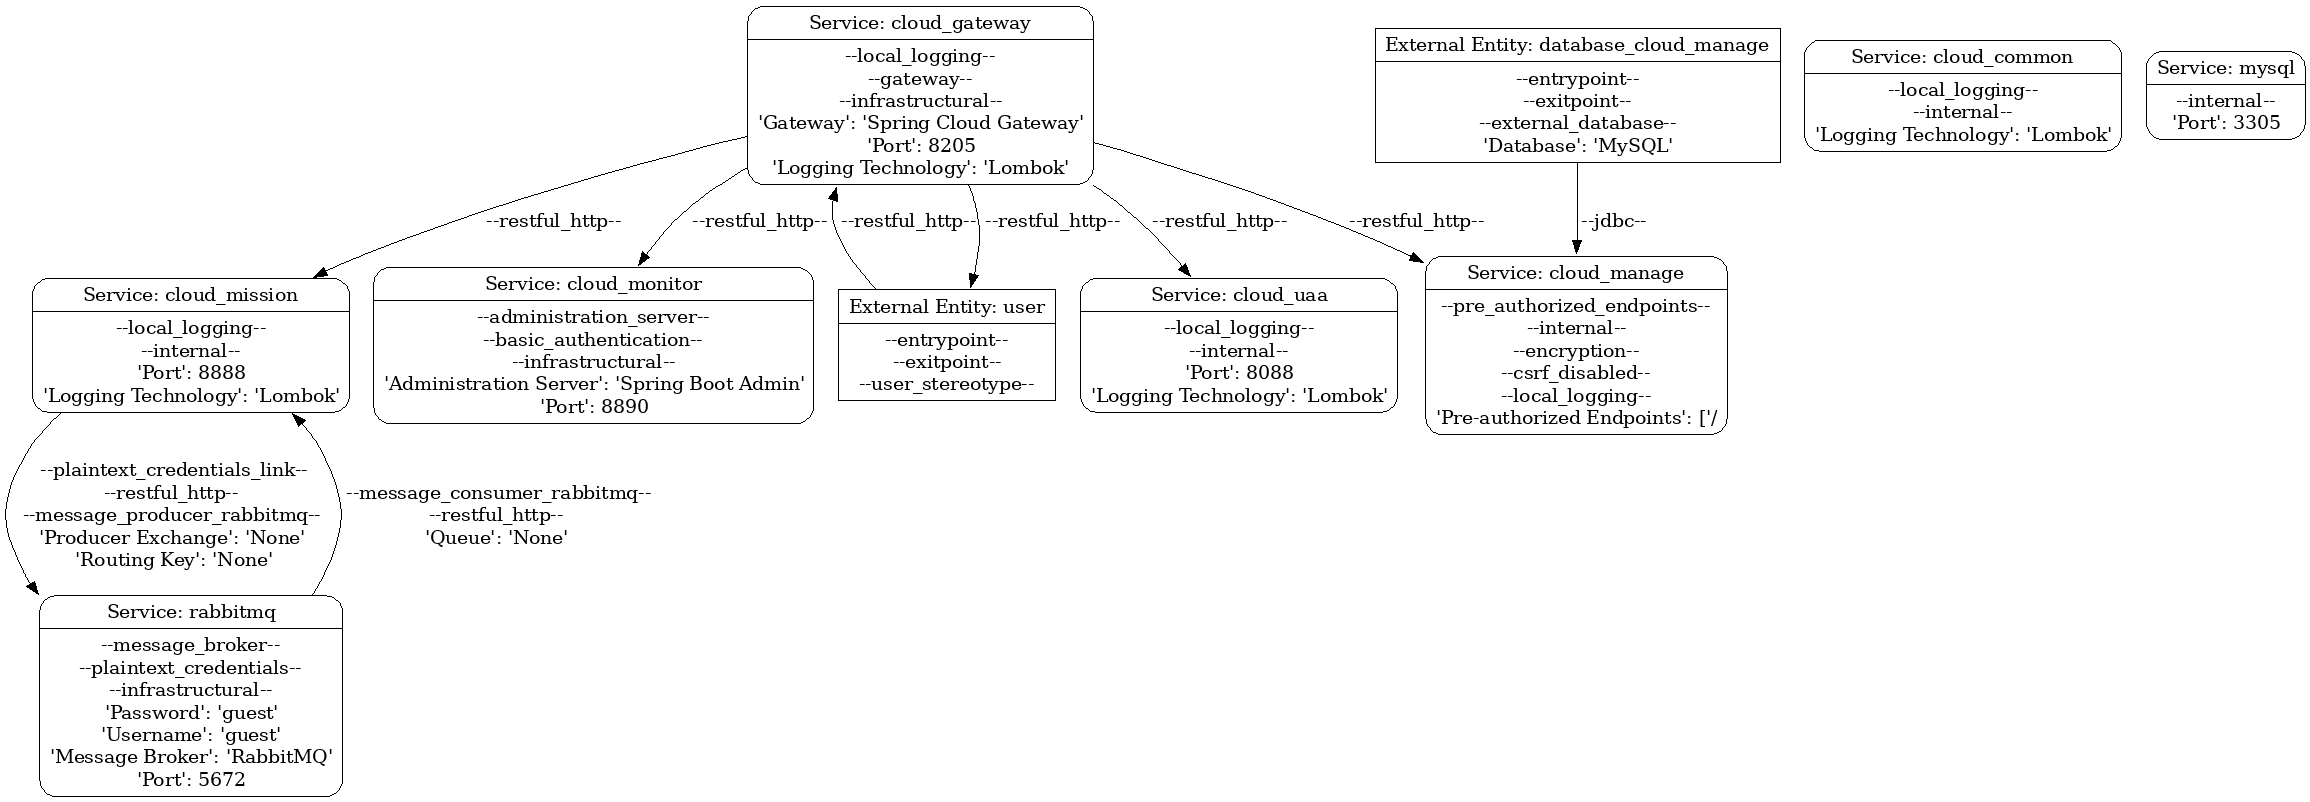 Service: cloud_gateway
--local_logging--
--gateway--
--infrastructural--
'Gateway': 'Spring Cloud Gateway'
'Port': 8205
'Logging Technology': 'Lombok'
External Entity: database_cloud_manage
--entrypoint--
--exitpoint--
--external_database--
'Database': 'MySQL'
Service: cloud_common
--local_logging--
--internal--
'Logging Technology': 'Lombok'
Service: mysql
--internal--
'Port': 3305
--restful_http--
--restful_http--
--restful_http--
--restful_http--
--restful_http--
--restful_http--
--jdbc--
Service: cloud_mission
--local_logging--
--internal--
'Port': 8888
'Logging Technology': 'Lombok'
Service: cloud_monitor
--administration_server--
--basic_authentication--
--infrastructural--
'Administration Server': 'Spring Boot Admin'
'Port': 8890
External Entity: user
--entrypoint--
--exitpoint--
--user_stereotype--
Service: cloud_uaa
--local_logging--
--internal--
'Port': 8088
'Logging Technology': 'Lombok'
Service: cloud_manage
--pre_authorized_endpoints--
--internal--
--encryption--
--csrf_disabled--
--local_logging--
'Pre-authorized Endpoints': ['/
--plaintext_credentials_link--
--restful_http--
--message_producer_rabbitmq--
'Producer Exchange': 'None'
'Routing Key': 'None'
--message_consumer_rabbitmq--
--restful_http--
'Queue': 'None'
Service: rabbitmq
--message_broker--
--plaintext_credentials--
--infrastructural--
'Password': 'guest'
'Username': 'guest'
'Message Broker': 'RabbitMQ'
'Port': 5672